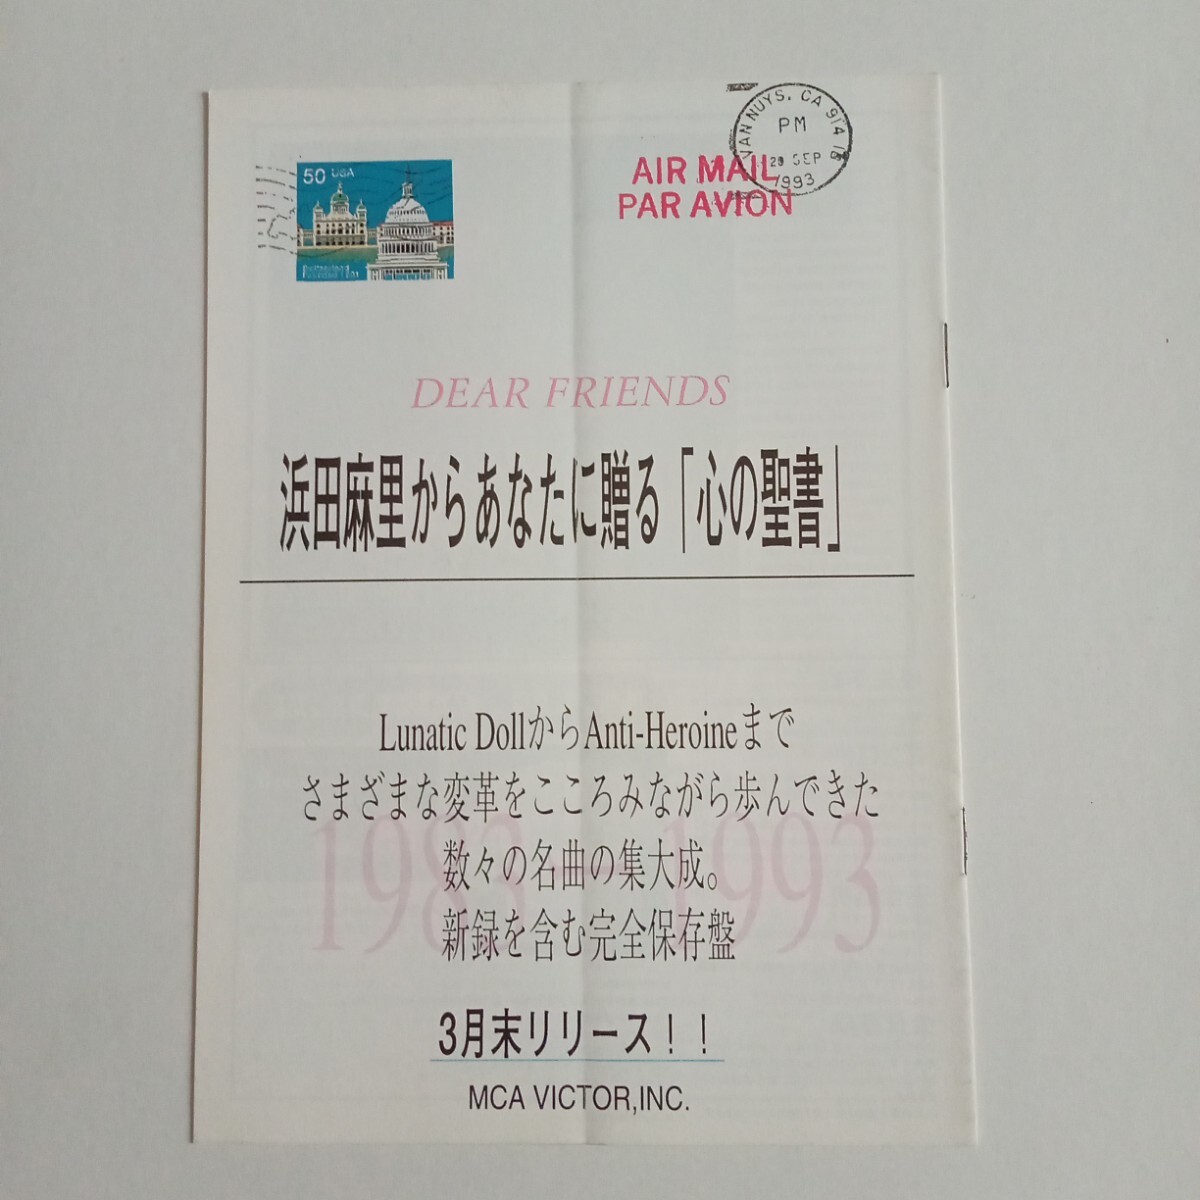 VAN NUYS, CA 914
PM
SEP
1993
50 USA
AIR MAIL
PAR AVION
DEAR FRIENDS
浜田麻里からあなたに贈る「心の聖書」
Lunatic DollからAnti-Heroineまで
さまざまな変革をこころみながら歩んできた
1983 1993
数々の名曲の集大成。
新録を含む完全保存盤
3月末リリース!!
MCA VICTOR,INC.